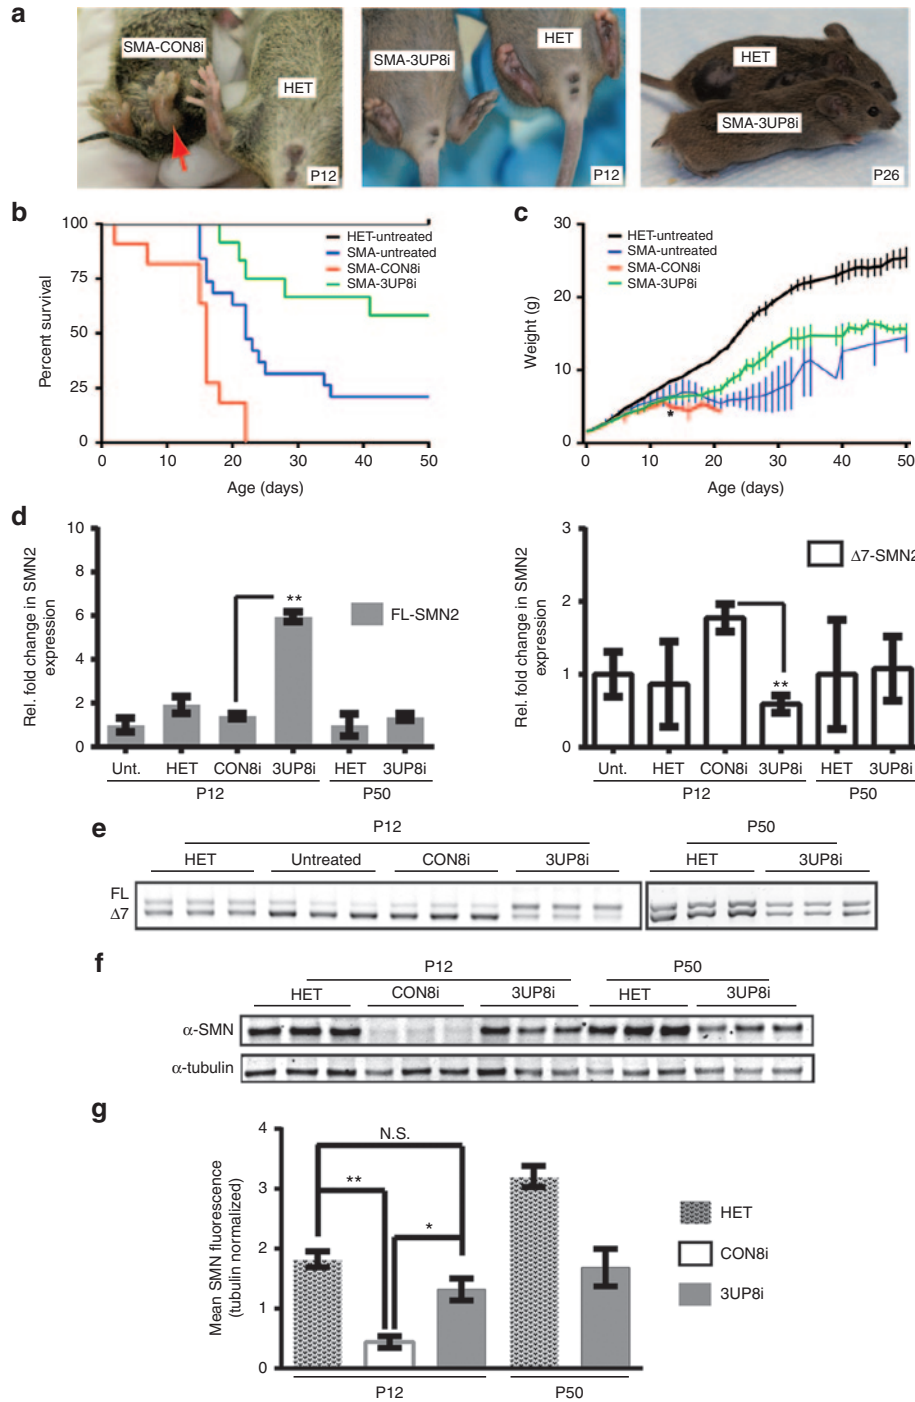 a
SMA-CON8i
HET
P12
SMA-3UP8i
HET
P12
HET
SMA-3UP8i
P26
b
Percent survival
100
75
50
25
0
0 10 20 30 40 50
Age (days)
HET-untreated
SMA-untreated
SMA-CON8i
SMA-3UP8i
c
Weight (g)
30
20
10
0
0 10 20 30 40 50
Age (days)
HET-untreated
SMA-untreated
SMA-CON8i
SMA-3UP8i
*
d
Rel. fold change in SMN2
expression
10
8
6
4
2
0
**
FL-SMN2
Unt. HET CON8i 3UP8i HET 3UP8i
P12 P50
Rel. fold change in SMN2
expression
3
2
1
0
**
Δ7-SMN2
Unt. HET CON8i 3UP8i HET 3UP8i
P12 P50
e
P12 P50
HET Untreated CON8i 3UP8i HET 3UP8i
FL
Δ7
f
P12 P50
HET CON8i 3UP8i HET 3UP8i
α-SMN
α-tubulin
g
Mean SMN fluorescence
(tubulin normalized)
4
3
2
1
0
N.S.
**
*
HET
CON8i
3UP8i
P12 P50